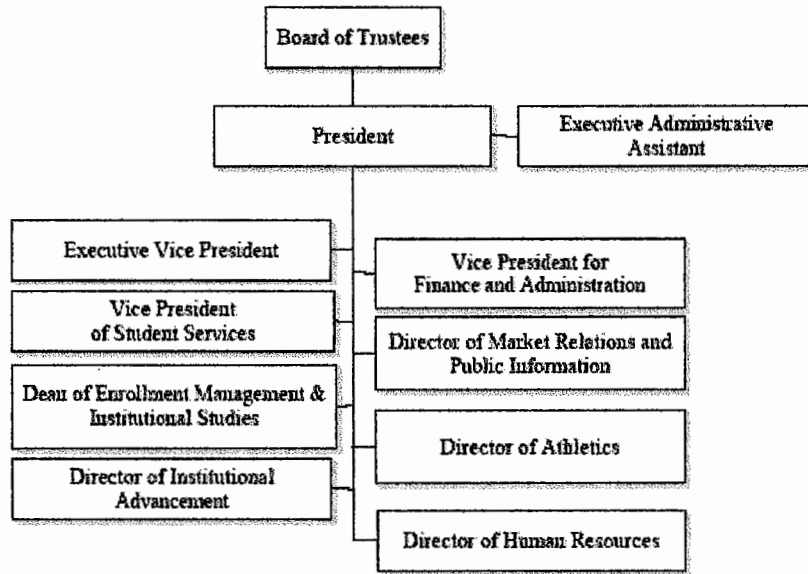 Board of Trustees
President
Executive Administrative
Assistant
Executive Vice President
Vice President for
Finance and Administration
Vice President
of Student Services
Director of Market Relations and
Public Information
Dean of Enrollment Management &
Institutional Studies
Director of Athletics
Director of Institutional
Advancement
Director of Human Resources